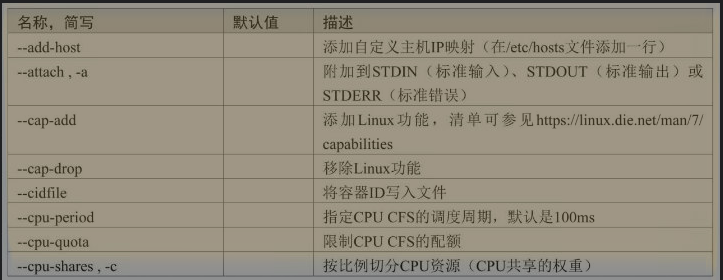 名称，简写 默认值 描述
--add-host 添加自定义主机IP映射（在/etc/hosts文件添加一行）
--attach , -a 附加到STDIN（标准输入）、STDOUT（标准输出）或
STDERR（标准错误）
--cap-add 添加Linux功能，清单可参见https://linux.die.net/man/7/
capabilities
--cap-drop 移除Linux功能
--cidfile 将容器ID写入文件
--cpu-period 指定CPU CFS的调度周期，默认是100ms
--cpu-quota 限制CPU CFS的配额
--cpu-shares , -c 按比例切分CPU资源（CPU共享的权重）